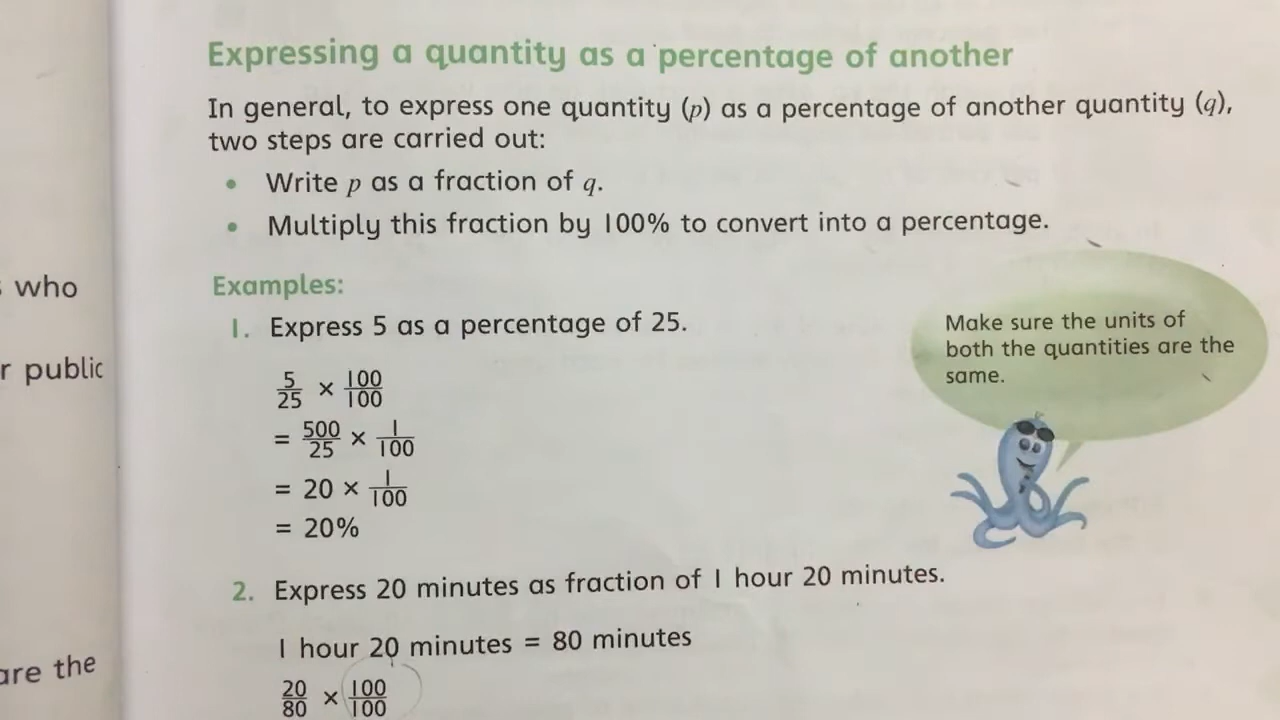 Expressing a quantity as a percentage of another
In general, to express one quantity (p) as a percentage of another quantity (q),
two steps are carried out:
• Write p as a fraction of q.
• Multiply this fraction by 100% to convert into a percentage.
who
r public
are the
Examples:
1. Express 5 as a percentage of 25.
5/25 × 100/100
= 500/25 × 1/100
= 20 × 1/100
= 20%
Make sure the units of
both the quantities are the
same.
2. Express 20 minutes as fraction of 1 hour 20 minutes.
1 hour 20 minutes = 80 minutes
20/80 × 100/100